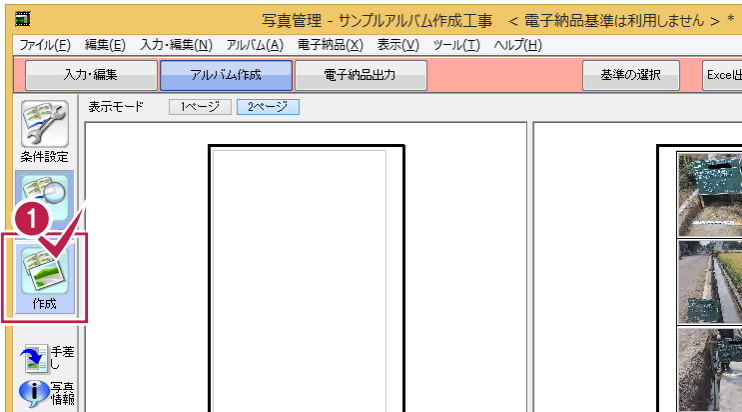 写真管理 - サンプルアルバム作成工事 < 電子納品基準は利用しません > *
ファイル(F) 編集(E) 入力・編集(N) アルバム(A) 電子納品(X) 表示(V) ツール(T) ヘルプ(H)
入力・編集 アルバム作成 電子納品出力 基準の選択 Excel出
表示モード 1ページ 2ページ
条件設定
1
作成
手差
し
写真
情報